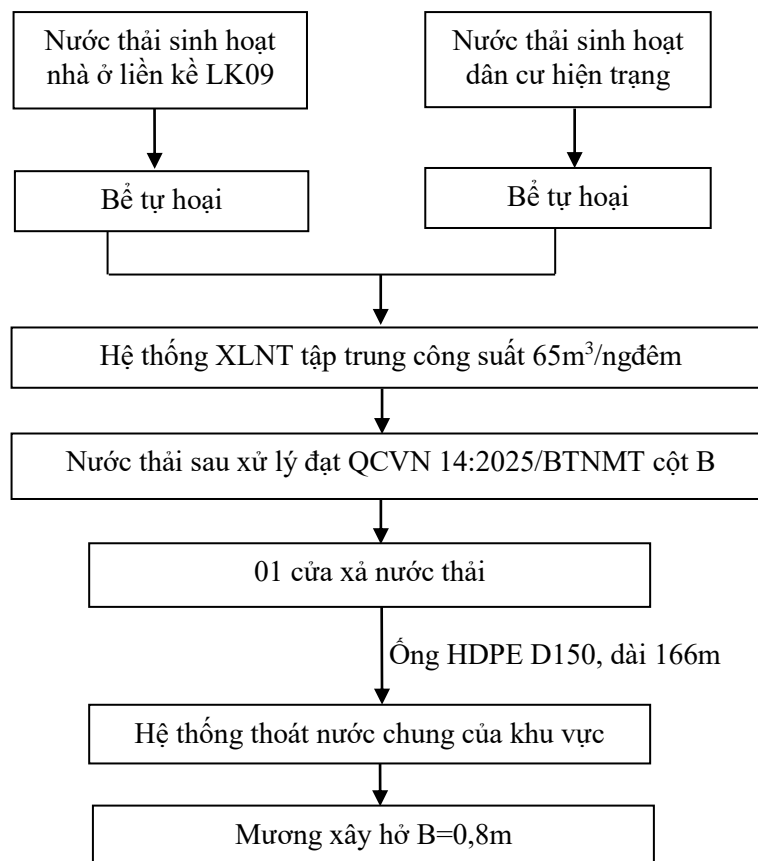 Nước thải sinh hoạt
nhà ở liền kề LK09
Nước thải sinh hoạt
dân cư hiện trạng
Bể tự hoại
Bể tự hoại
Hệ thống XLNT tập trung công suất 65m³/ngđêm
Nước thải sau xử lý đạt QCVN 14:2025/BTNMT cột B
01 cửa xả nước thải
Ống HDPE D150, dài 166m
Hệ thống thoát nước chung của khu vực
Mương xây hở B=0,8m